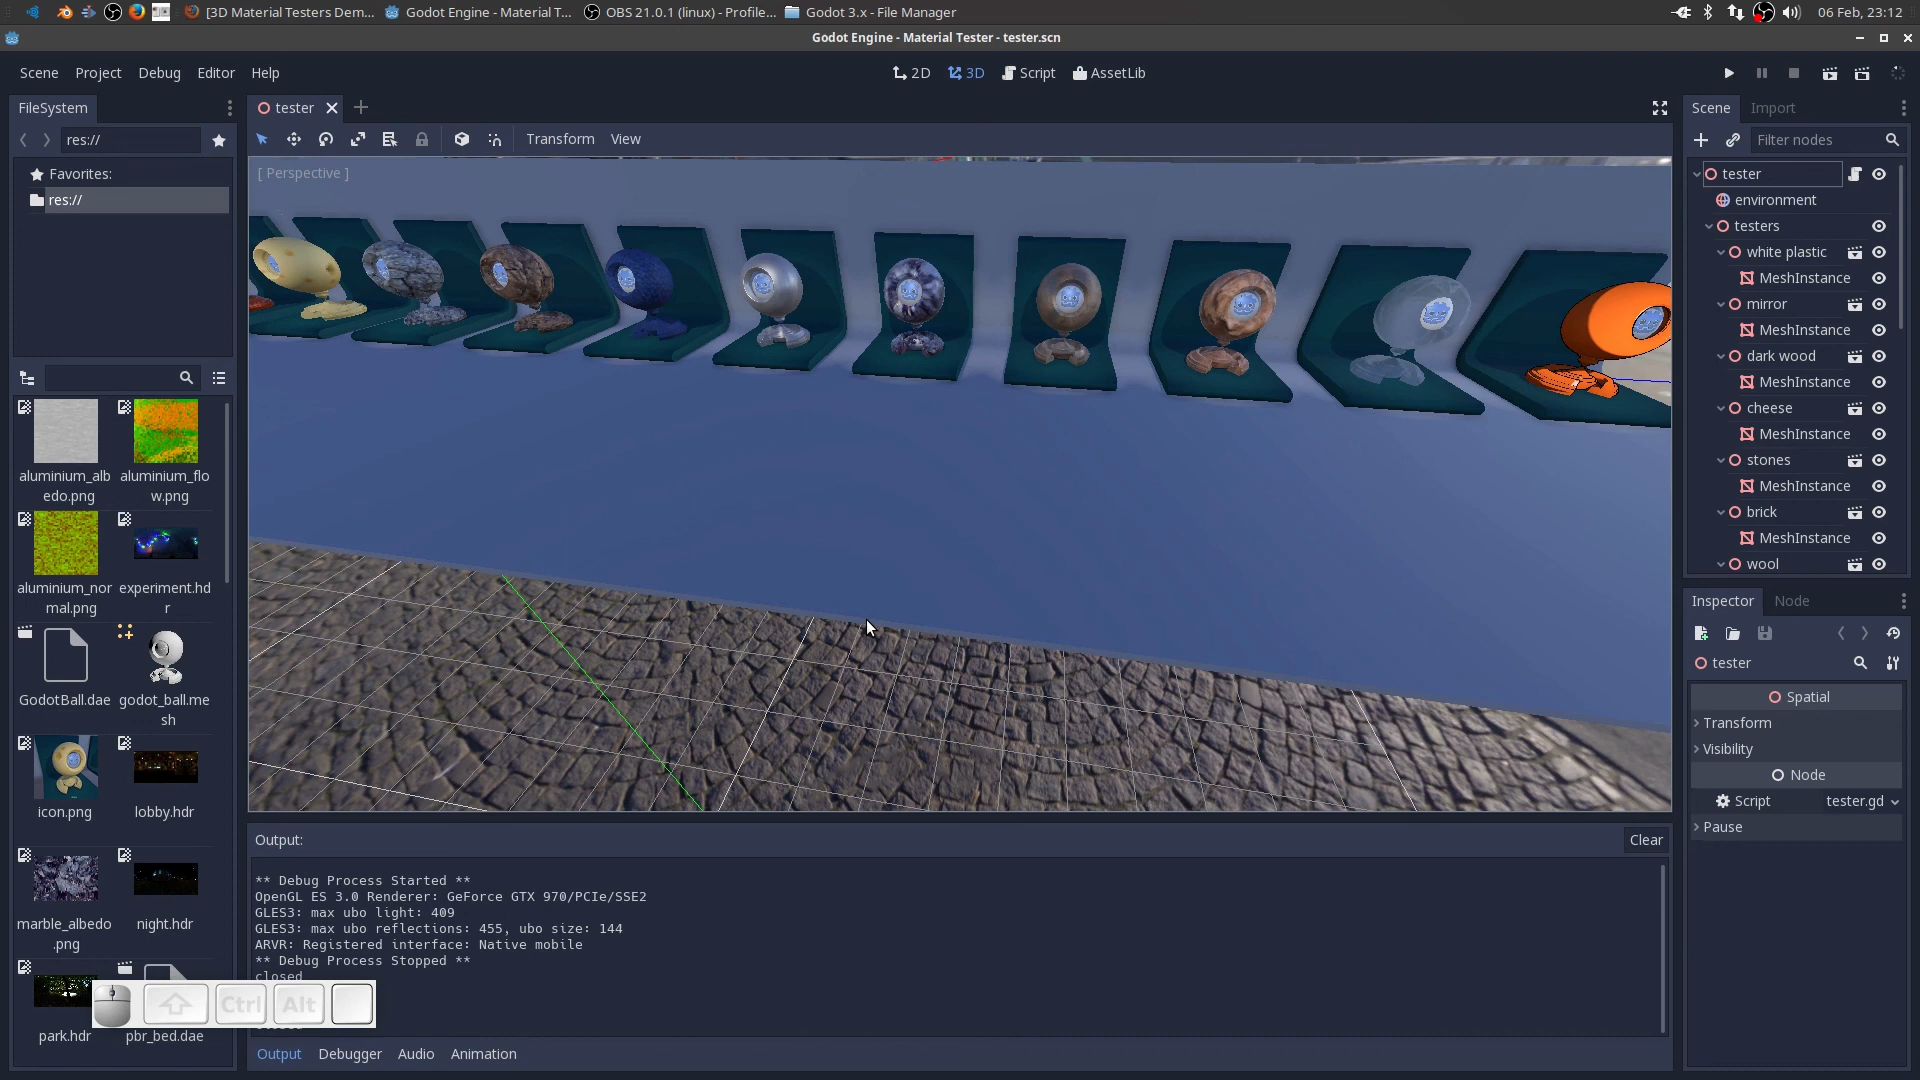 [3D Material Testers Dem... Godot Engine - Material T... OBS 21.0.1 (linux) - Profile... Godot 3.x - File Manager 06 Feb, 23:12
Godot Engine - Material Tester - tester.scn
Scene Project Debug Editor Help 2D 3D Script AssetLib
FileSystem
res://
Favorites:
res://
aluminium_alb
edo.png
aluminium_flo
w.png
aluminium_nor
mal.png
experiment.hd
r
GodotBall.dae
godot_ball.me
sh
icon.png
lobby.hdr
marble_albedo
.png
night.hdr
park.hdr
pbr_bed.dae
Ctrl Alt
tester
Transform View
[ Perspective ]
Output:
Clear
** Debug Process Started **
OpenGL ES 3.0 Renderer: GeForce GTX 970/PCIe/SSE2
GLES3: max ubo light: 409
GLES3: max ubo reflections: 455, ubo size: 144
ARVR: Registered interface: Native mobile
** Debug Process Stopped **
closed
Output Debugger Audio Animation
Scene Import
Filter nodes
tester
environment
testers
white plastic
MeshInstance
mirror
MeshInstance
dark wood
MeshInstance
cheese
MeshInstance
stones
MeshInstance
brick
MeshInstance
wool
Inspector Node
tester
Spatial
Transform
Visibility
Node
Script tester.gd
Pause